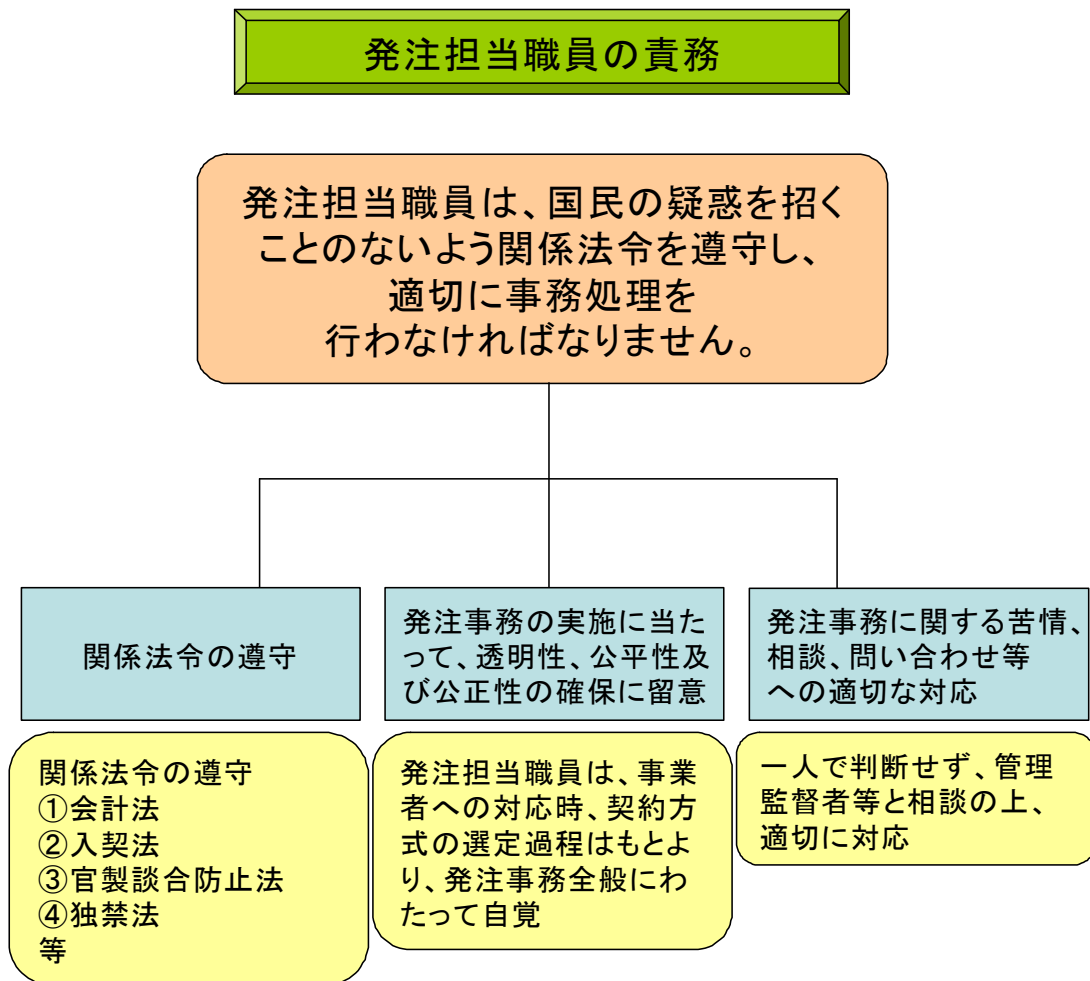 発注担当職員の責務
発注担当職員は、国民の疑惑を招く
ことのないよう関係法令を遵守し、
適切に事務処理を
行わなければなりません。
関係法令の遵守
発注事務の実施に当た
って、透明性、公平性及
び公正性の確保に留意
発注事務に関する苦情、
相談、問い合わせ等
への適切な対応
関係法令の遵守
①会計法
②入契法
③官製談合防止法
④独禁法
等
発注担当職員は、事業
者への対応時、契約方
式の選定過程はもとよ
り、発注事務全般にわ
たって自覚
一人で判断せず、管理
監督者等と相談の上、
適切に対応